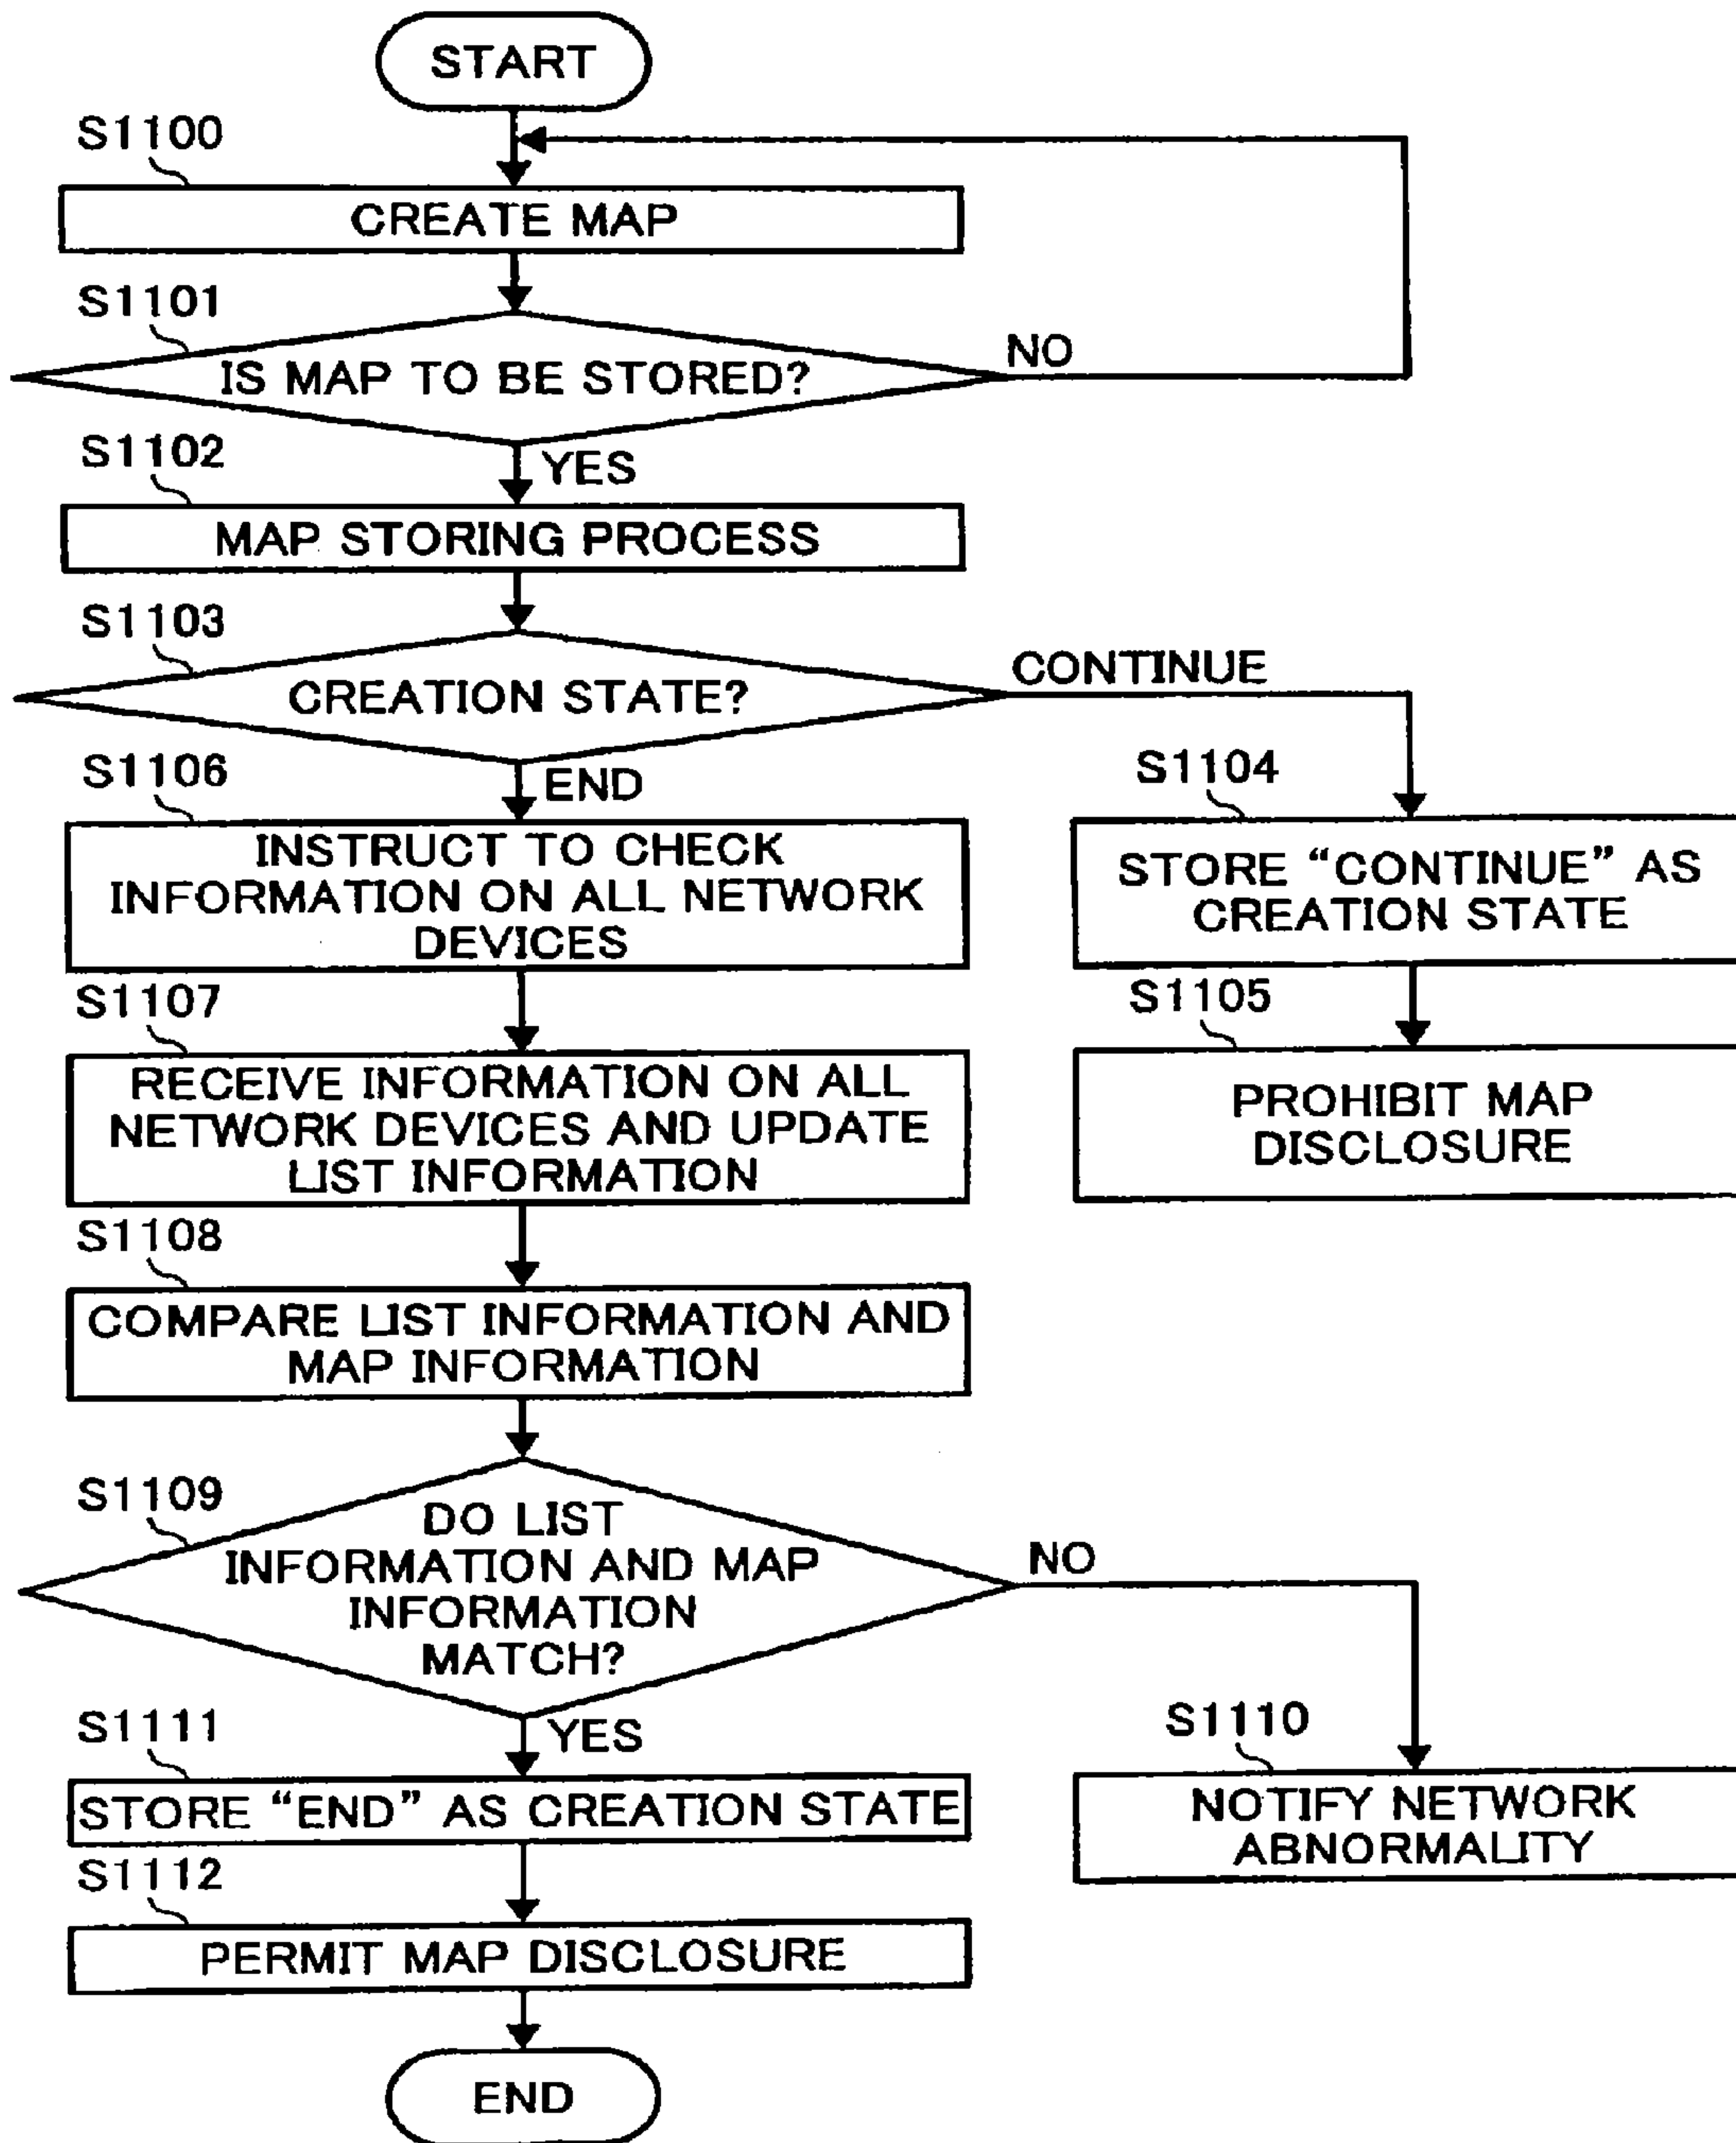 START
S1100
CREATE MAP
S1101
IS MAP TO BE STORED?
NO
S1102
YES
MAP STORING PROCESS
S1103
CREATION STATE?
CONTINUE
S1104
STORE “CONTINUE” AS
CREATION STATE
S1105
PROHIBIT MAP
DISCLOSURE
S1106
END
INSTRUCT TO CHECK
INFORMATION ON ALL NETWORK
DEVICES
S1107
RECEIVE INFORMATION ON ALL
NETWORK DEVICES AND UPDATE
LIST INFORMATION
S1108
COMPARE LIST INFORMATION AND
MAP INFORMATION
S1109
DO LIST
INFORMATION AND MAP
INFORMATION
MATCH?
NO
S1110
NOTIFY NETWORK
ABNORMALITY
S1111
YES
STORE “END” AS CREATION STATE
S1112
PERMIT MAP DISCLOSURE
END